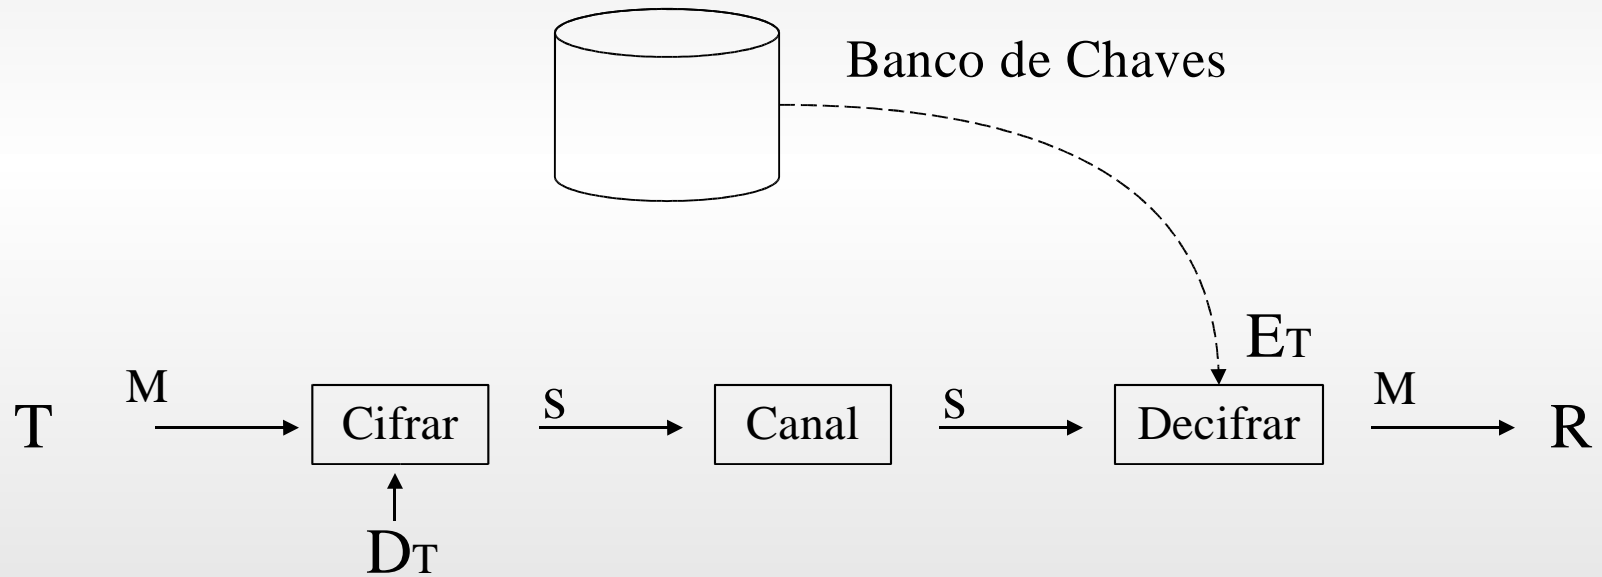 Banco de Chaves
ET
T
M
Cifrar
s
Canal
s
Decifrar
M
R
DT